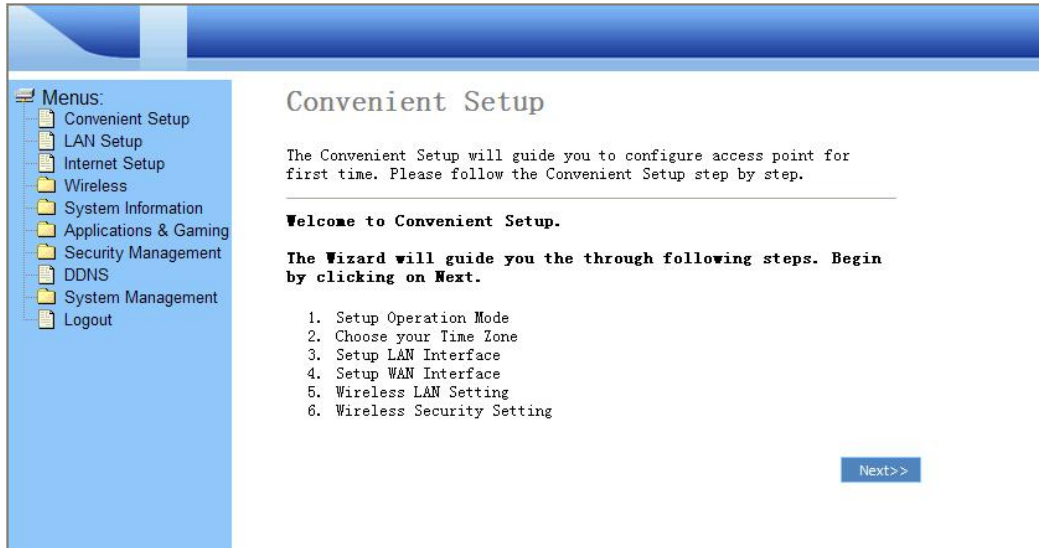 Menus:
Convenient Setup
LAN Setup
Internet Setup
Wireless
System Information
Applications & Gaming
Security Management
DDNS
System Management
Logout
Convenient Setup
The Convenient Setup will guide you to configure access point for
first time. Please follow the Convenient Setup step by step.
Welcome to Convenient Setup.
The Wizard will guide you the through following steps. Begin
by clicking on Next.
1. Setup Operation Mode
2. Choose your Time Zone
3. Setup LAN Interface
4. Setup WAN Interface
5. Wireless LAN Setting
6. Wireless Security Setting
Next>>